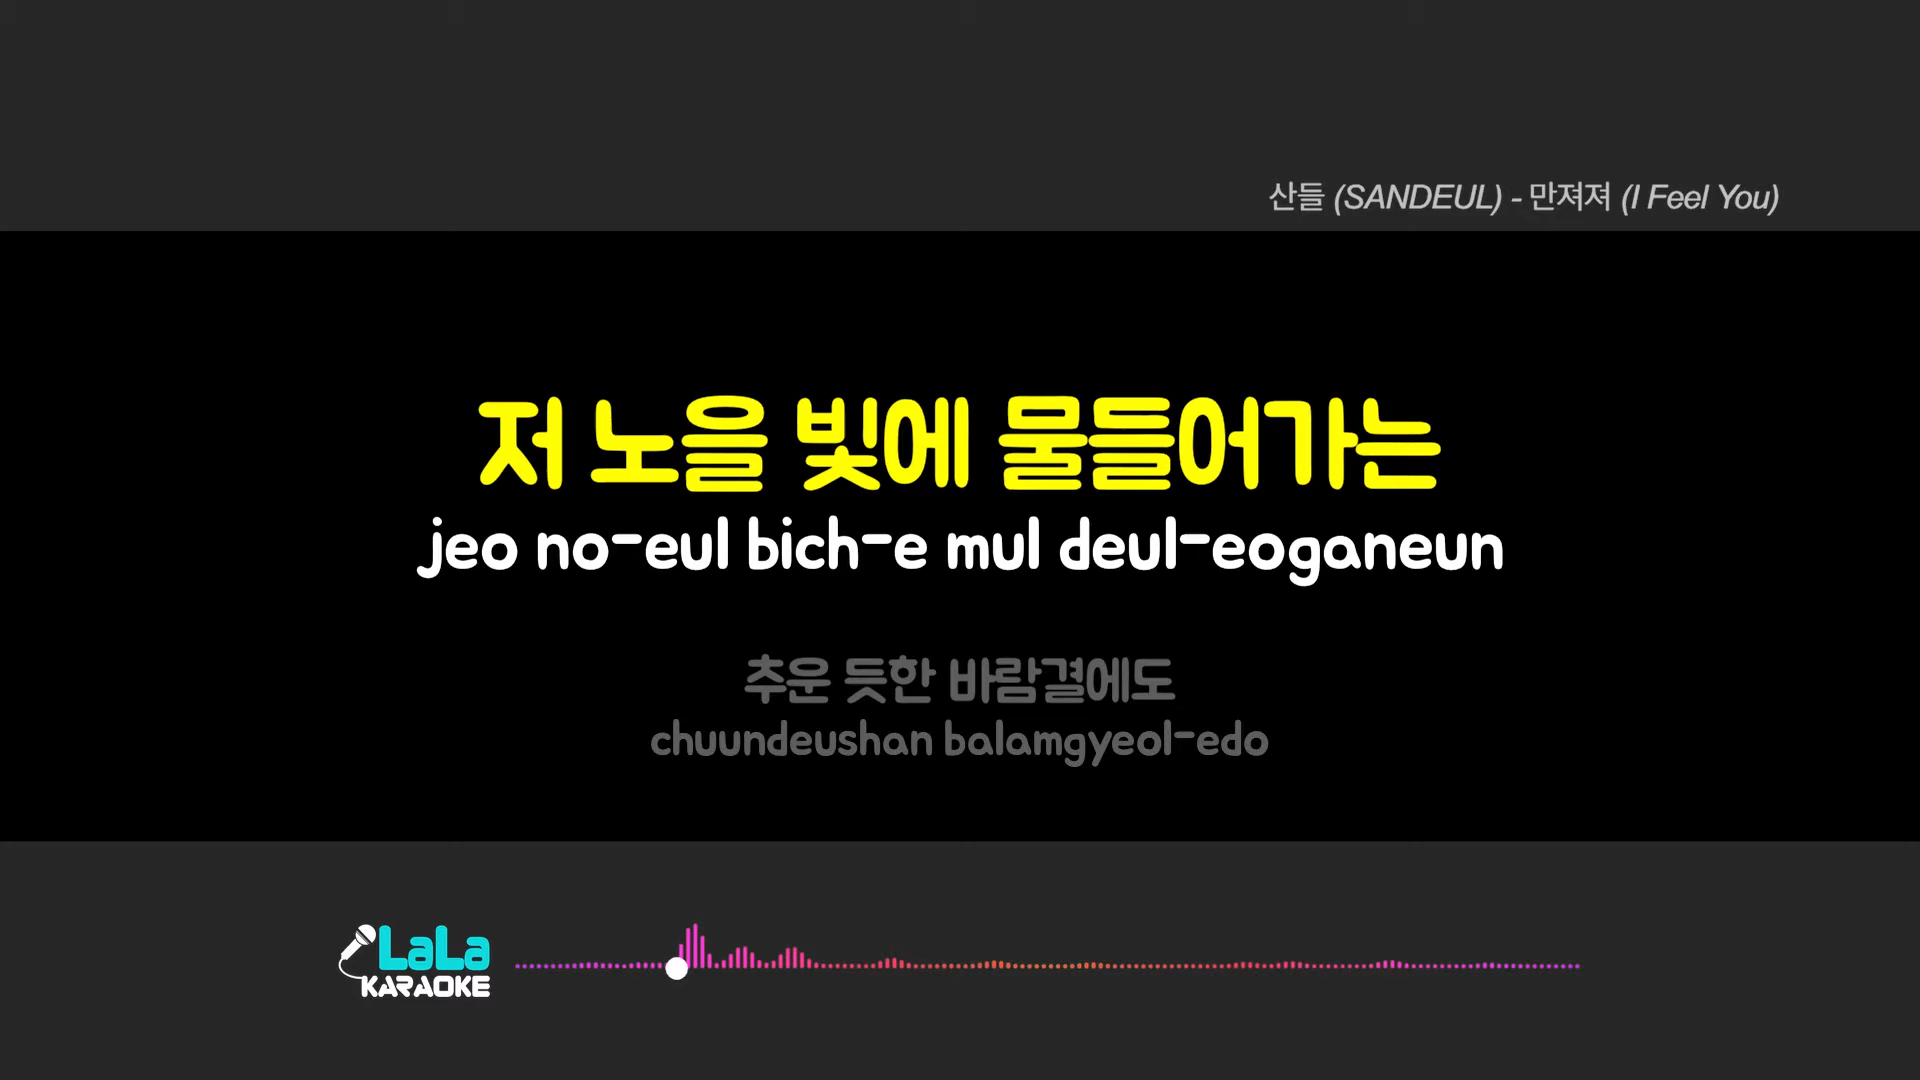 산들 (SANDEUL) - 만져져 (I Feel You)
저 노을 빛에 물들어가는
jeo no-eul bich-e mul deul-eoganeun
추운 듯한 바람결에도
chuundeushan balamgyeol-edo
LaLa
KARAOKE